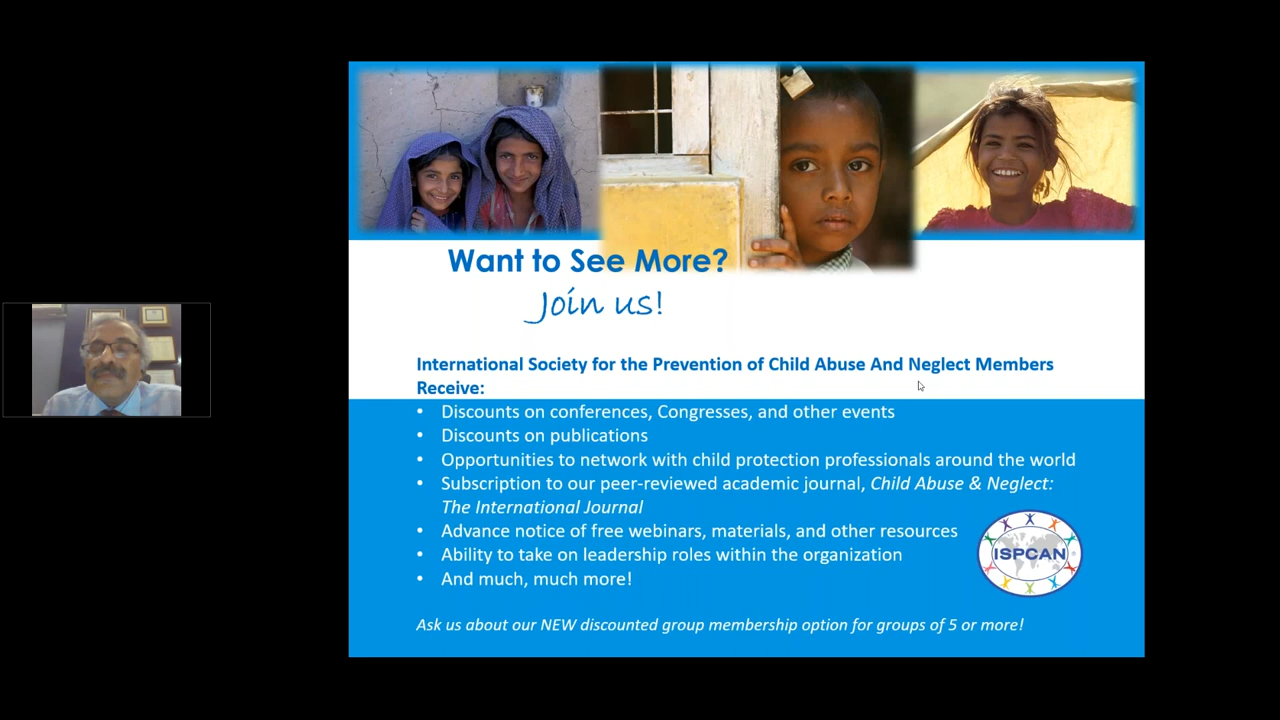 Want to See More?
Join us!
International Society for the Prevention of Child Abuse And Neglect Members
Receive:
• Discounts on conferences, Congresses, and other events
• Discounts on publications
• Opportunities to network with child protection professionals around the world
• Subscription to our peer-reviewed academic journal, Child Abuse & Neglect:
The International Journal
• Advance notice of free webinars, materials, and other resources
• Ability to take on leadership roles within the organization
• And much, much more!
ISPCAN
Ask us about our NEW discounted group membership option for groups of 5 or more!